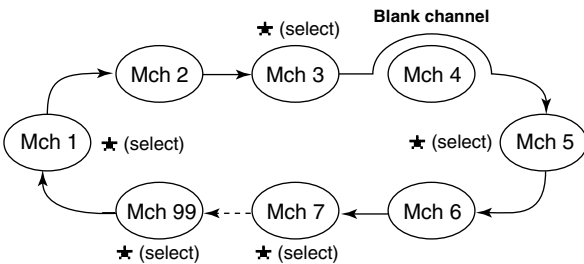 Blank channel
★ (select)
Mch 2
Mch 3
Mch 4
Mch 1
★ (select)
★ (select)
Mch 5
Mch 99
Mch 7
Mch 6
★ (select)
★ (select)